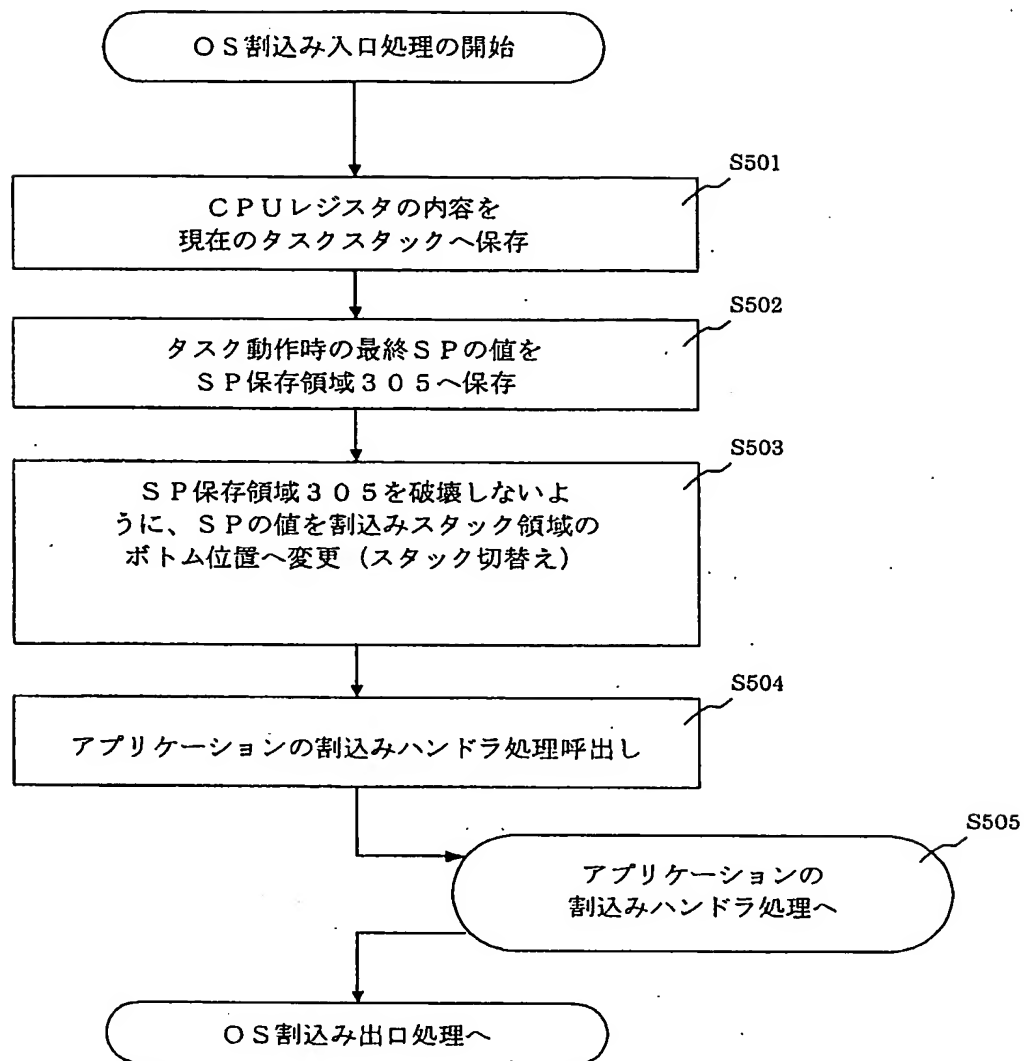 ＯＳ割込み入口処理の開始
S501
ＣＰＵレジスタの内容を
現在のタスクスタックへ保存
S502
タスク動作時の最終ＳＰの値を
ＳＰ保存領域３０５へ保存
S503
ＳＰ保存領域３０５を破壊しないよ
うに、ＳＰの値を割込みスタック領域の
ボトム位置へ変更（スタック切替え）
S504
アプリケーションの割込みハンドラ処理呼出し
S505
アプリケーションの
割込みハンドラ処理へ
ＯＳ割込み出口処理へ